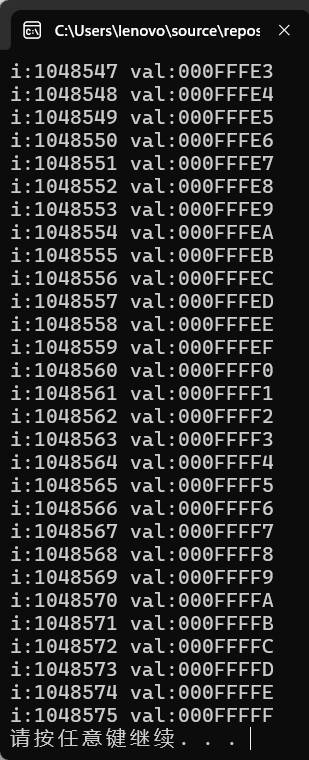 C:\Users\lenovo\source\repos
i:1048547 val:000FFFE3
i:1048548 val:000FFFE4
i:1048549 val:000FFFE5
i:1048550 val:000FFFE6
i:1048551 val:000FFFE7
i:1048552 val:000FFFE8
i:1048553 val:000FFFE9
i:1048554 val:000FFFEA
i:1048555 val:000FFFEB
i:1048556 val:000FFFEC
i:1048557 val:000FFFED
i:1048558 val:000FFFEE
i:1048559 val:000FFFEF
i:1048560 val:000FFFF0
i:1048561 val:000FFFF1
i:1048562 val:000FFFF2
i:1048563 val:000FFFF3
i:1048564 val:000FFFF4
i:1048565 val:000FFFF5
i:1048566 val:000FFFF6
i:1048567 val:000FFFF7
i:1048568 val:000FFFF8
i:1048569 val:000FFFF9
i:1048570 val:000FFFFA
i:1048571 val:000FFFFB
i:1048572 val:000FFFFC
i:1048573 val:000FFFFD
i:1048574 val:000FFFFE
i:1048575 val:000FFFFF
请按任意键继续. . .